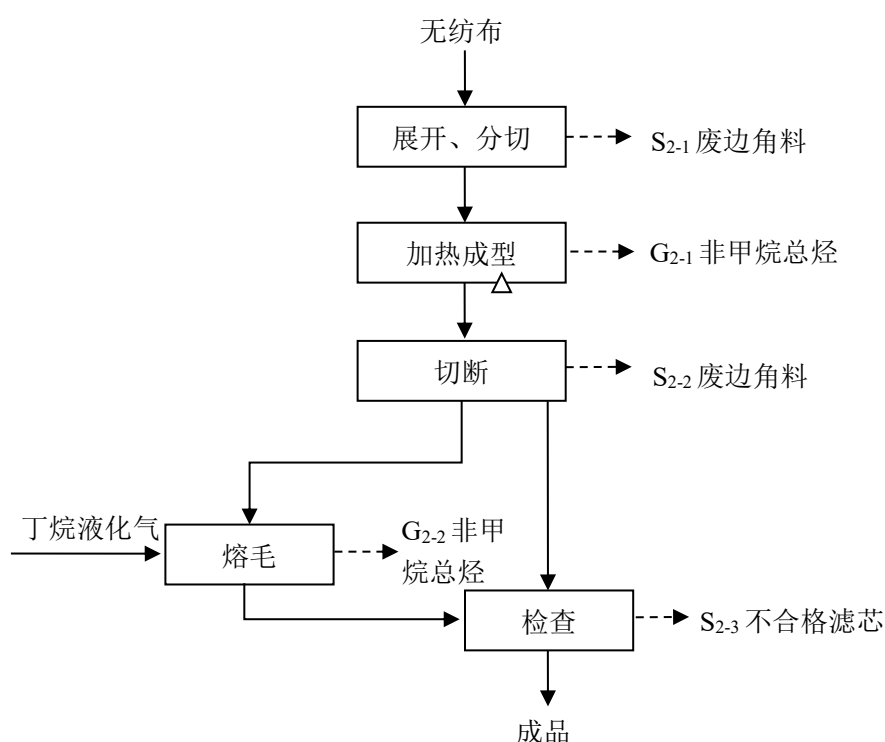 无纺布
展开、分切
S2-1 废边角料
加热成型
G2-1 非甲烷总烃
切断
S2-2 废边角料
丁烷液化气
熔毛
G2-2 非甲
烷总烃
检查
S2-3 不合格滤芯
成品